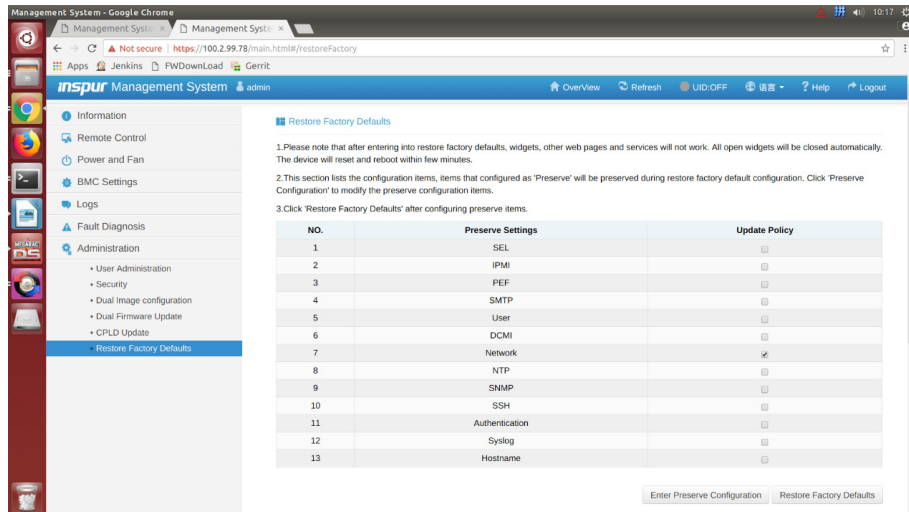 Management System - Google Chrome
拼
10:17
Management Syste
Management Syste
Not secure
https://100.2.99.78/main.html#/restoreFactory
Apps
Jenkins
FWDownLoad
Gerrit
inspur Management System
admin
OverView
Refresh
UID:OFF
语言
? Help
Logout
Information
Remote Control
Power and Fan
BMC Settings
Logs
Fault Diagnosis
Administration
• User Administration
• Security
• Dual Image configuration
• Dual Firmware Update
• CPLD Update
• Restore Factory Defaults
MEGARAC
DS
Restore Factory Defaults
1.Please note that after entering into restore factory defaults, widgets, other web pages and services will not work. All open widgets will be closed automatically.
The device will reset and reboot within few minutes.
2.This section lists the configuration items, items that configured as 'Preserve' will be preserved during restore factory default configuration. Click 'Preserve
Configuration' to modify the preserve configuration items.
3.Click 'Restore Factory Defaults' after configuring preserve items.
NO. Preserve Settings Update Policy
1 SEL
2 IPMI
3 PEF
4 SMTP
5 User
6 DCMI
7 Network
8 NTP
9 SNMP
10 SSH
11 Authentication
12 Syslog
13 Hostname
Enter Preserve Configuration
Restore Factory Defaults